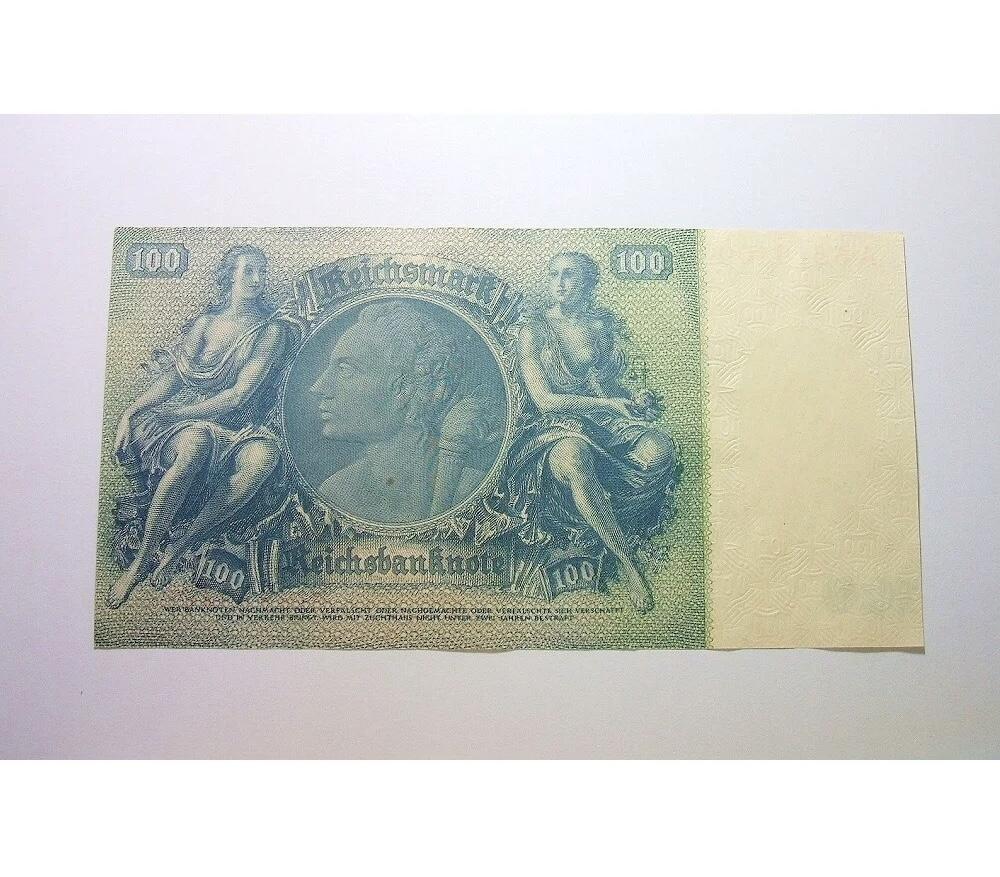 100
100
Reichsmark
Reichsbanknote
100
100
WER BANKNOTEN NACHMACHT ODER VERFÄLSCHT ODER NACHGEMACHTE ODER VERFÄLSCHTE SICH VERSCHAFFT
UND IN VERKEHR BRINGT, WIRD MIT ZUCHTHAUS NICHT UNTER ZWEI JAHREN BESTRAFT